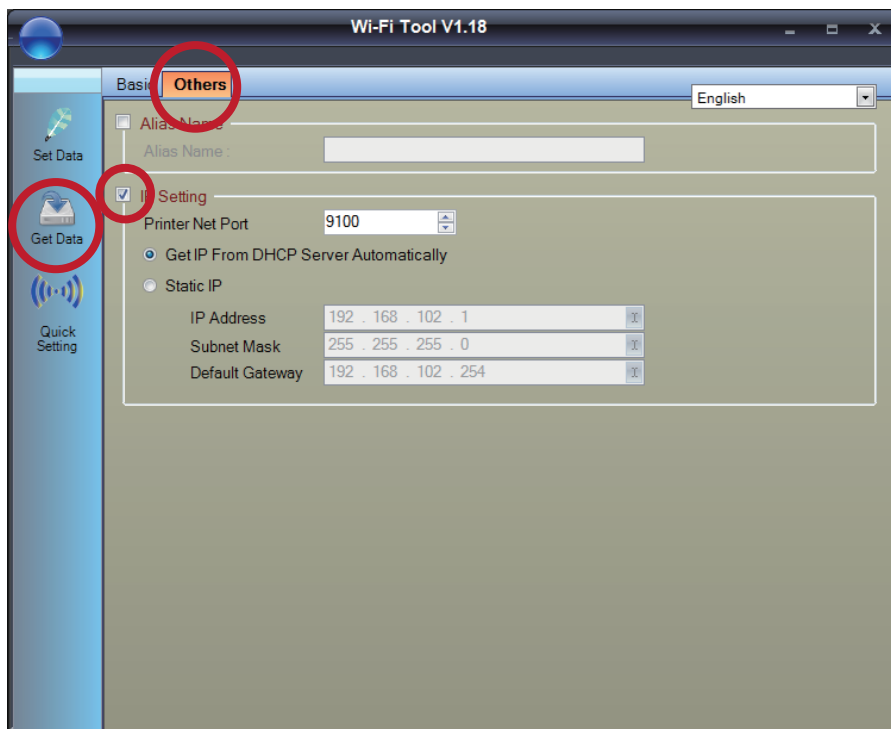 Wi-Fi Tool V1.18
Basic Others
English
Set Data
Get Data
Quick
Setting
Alias Name
Alias Name :
IP Setting
Printer Net Port 9100
Get IP From DHCP Server Automatically
Static IP
IP Address 192 . 168 . 102 . 1
Subnet Mask 255 . 255 . 255 . 0
Default Gateway 192 . 168 . 102 . 254